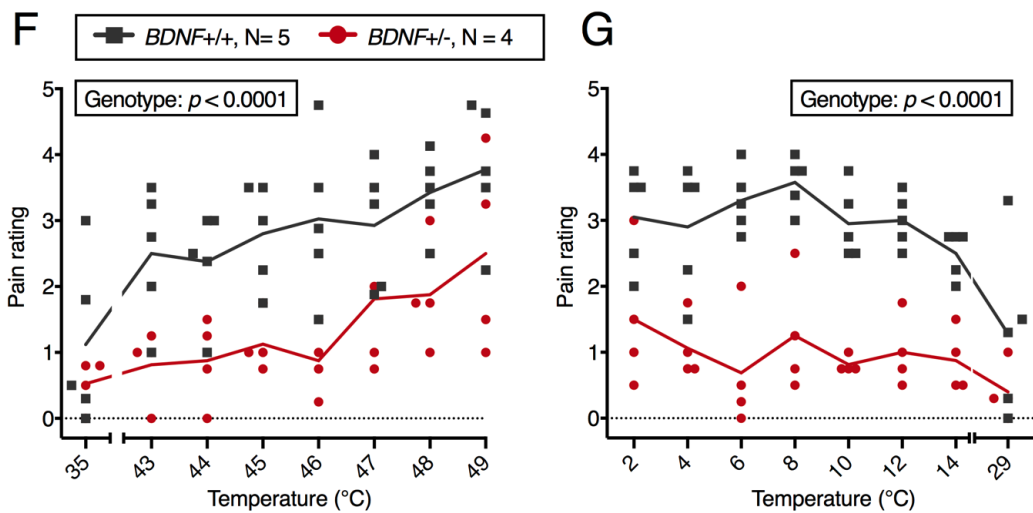 F
BDNF+/+, N= 5
BDNF+/-, N = 4
G
Genotype: p < 0.0001
Genotype: p < 0.0001
Pain rating
5
4
3
2
1
0
35
43
44
45
46
47
48
49
Temperature (°C)
Pain rating
5
4
3
2
1
0
2
4
6
8
10
12
14
29
Temperature (°C)